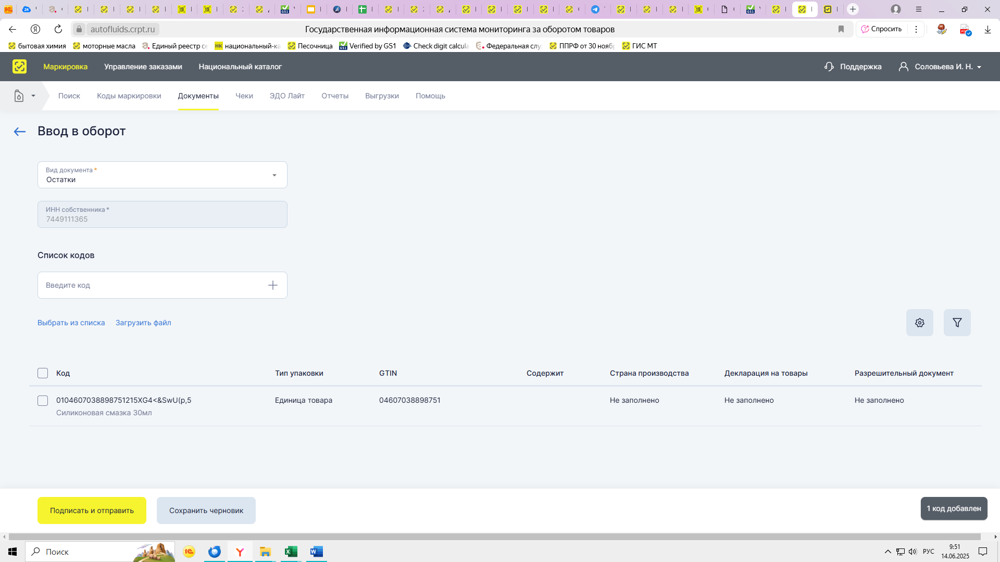 autofluids.crpt.ru
Государственная информационная система мониторинга за оборотом товаров
Спросить
бытовая химия
моторные масла
Единый реестр се
национальный-ка
Песочница
Verified by GS1
Check digit calcula
Федеральная слу
ППРФ от 30 нояб
ГИС МТ
Маркировка
Управление заказами
Национальный каталог
Поддержка
Соловьева И. Н.
Поиск
Коды маркировки
Документы
Чеки
ЭДО Лайт
Отчеты
Выгрузки
Помощь
Ввод в оборот
Вид документа *
Остатки
ИНН собственника *
7449111365
Список кодов
Введите код
Выбрать из списка
Загрузить файл
Код
Тип упаковки
GTIN
Содержит
Страна производства
Декларация на товары
Разрешительный документ
0104607038898751215XG4<&SwU(p,5
Единица товара
04607038898751
Не заполнено
Не заполнено
Не заполнено
Силиконовая смазка 30мл
Подписать и отправить
Сохранить черновик
1 код добавлен
Поиск
РУС
9:51
14.06.2025